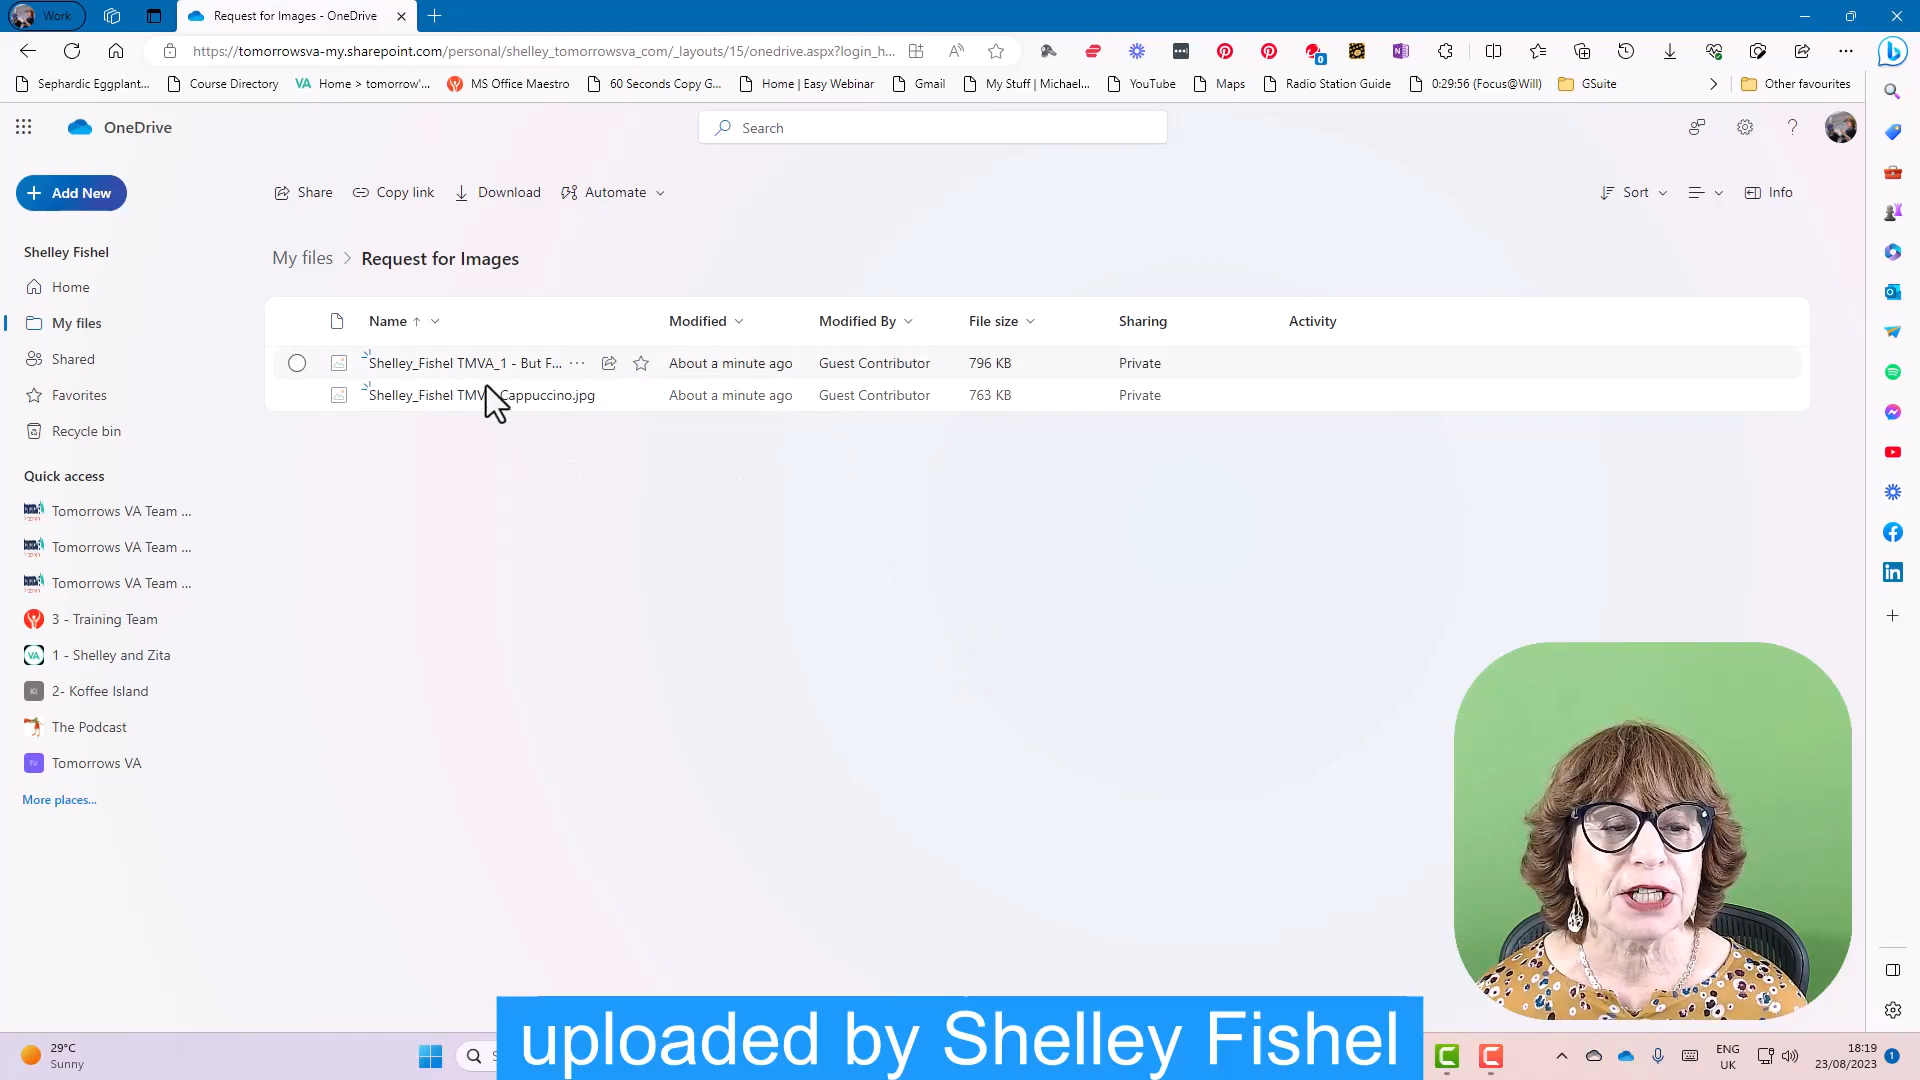 Work
Request for Images - OneDrive
https://tomorrowsva-my.sharepoint.com/personal/shelley_tomorrowsva_com/_layouts/15/onedrive.aspx?login_h...
Sephardic Eggplant...
Course Directory
VA Home > tomorrow'...
MS Office Maestro
60 Seconds Copy G...
Home | Easy Webinar
Gmail
My Stuff | Michael...
YouTube
Maps
Radio Station Guide
0:29:56 (Focus@Will)
GSuite
Other favourites
OneDrive
Search
+ Add New
Share
Copy link
Download
Automate
Sort
Info
Shelley Fishel
Home
My files
Shared
Favorites
Recycle bin
Quick access
Tomorrows VA Team ...
Tomorrows VA Team ...
Tomorrows VA Team ...
3 - Training Team
VA 1 - Shelley and Zita
KI 2- Koffee Island
The Podcast
TV Tomorrows VA
More places...
My files > Request for Images
Name ↑ Modified Modified By File size Sharing Activity
Shelley_Fishel TMVA_1 - But F... ··· About a minute ago Guest Contributor 796 KB Private
Shelley_Fishel TMV Cappuccino.jpg About a minute ago Guest Contributor 763 KB Private
uploaded by Shelley Fishel
29°C
Sunny
ENG
UK
18:19
23/08/2023